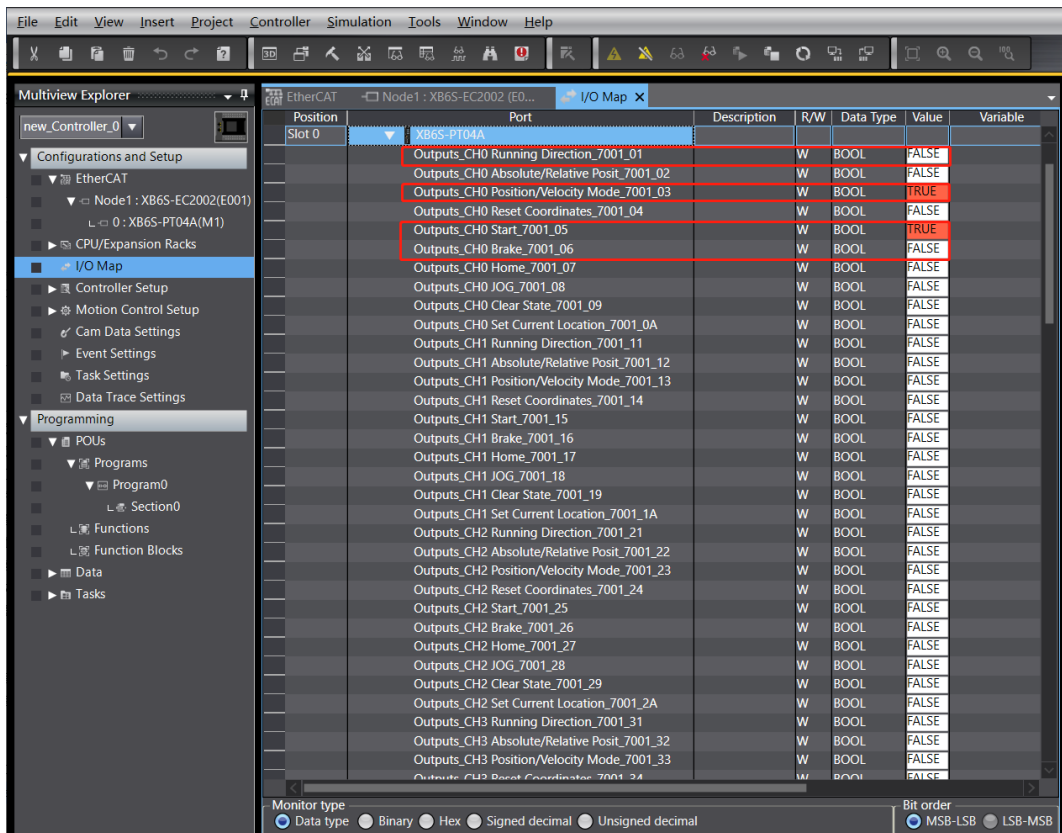 File Edit View Insert Project Controller Simulation Tools Window Help
Multiview Explorer
new_Controller_0
Configurations and Setup
EtherCAT
Node1 : XB6S-EC2002(E001)
0 : XB6S-PT04A(M1)
CPU/Expansion Racks
I/O Map
Controller Setup
Motion Control Setup
Cam Data Settings
Event Settings
Task Settings
Data Trace Settings
Programming
POUs
Programs
Program0
Section0
Functions
Function Blocks
Data
Tasks
EtherCAT Node1 : XB6S-EC2002 (E0... I/O Map
Position Port Description R/W Data Type Value Variable
Slot 0 XB6S-PT04A
Outputs_CH0 Running Direction_7001_01 W BOOL FALSE
Outputs_CH0 Absolute/Relative Posit_7001_02 W BOOL FALSE
Outputs_CH0 Position/Velocity Mode_7001_03 W BOOL TRUE
Outputs_CH0 Reset Coordinates_7001_04 W BOOL FALSE
Outputs_CH0 Start_7001_05 W BOOL TRUE
Outputs_CH0 Brake_7001_06 W BOOL FALSE
Outputs_CH0 Home_7001_07 W BOOL FALSE
Outputs_CH0 JOG_7001_08 W BOOL FALSE
Outputs_CH0 Clear State_7001_09 W BOOL FALSE
Outputs_CH0 Set Current Location_7001_0A W BOOL FALSE
Outputs_CH1 Running Direction_7001_11 W BOOL FALSE
Outputs_CH1 Absolute/Relative Posit_7001_12 W BOOL FALSE
Outputs_CH1 Position/Velocity Mode_7001_13 W BOOL FALSE
Outputs_CH1 Reset Coordinates_7001_14 W BOOL FALSE
Outputs_CH1 Start_7001_15 W BOOL FALSE
Outputs_CH1 Brake_7001_16 W BOOL FALSE
Outputs_CH1 Home_7001_17 W BOOL FALSE
Outputs_CH1 JOG_7001_18 W BOOL FALSE
Outputs_CH1 Clear State_7001_19 W BOOL FALSE
Outputs_CH1 Set Current Location_7001_1A W BOOL FALSE
Outputs_CH2 Running Direction_7001_21 W BOOL FALSE
Outputs_CH2 Absolute/Relative Posit_7001_22 W BOOL FALSE
Outputs_CH2 Position/Velocity Mode_7001_23 W BOOL FALSE
Outputs_CH2 Reset Coordinates_7001_24 W BOOL FALSE
Outputs_CH2 Start_7001_25 W BOOL FALSE
Outputs_CH2 Brake_7001_26 W BOOL FALSE
Outputs_CH2 Home_7001_27 W BOOL FALSE
Outputs_CH2 JOG_7001_28 W BOOL FALSE
Outputs_CH2 Clear State_7001_29 W BOOL FALSE
Outputs_CH2 Set Current Location_7001_2A W BOOL FALSE
Outputs_CH3 Running Direction_7001_31 W BOOL FALSE
Outputs_CH3 Absolute/Relative Posit_7001_32 W BOOL FALSE
Outputs_CH3 Position/Velocity Mode_7001_33 W BOOL FALSE
Outputs_CH3 Reset Coordinates_7001_34 W BOOL FALSE
Monitor type Bit order
Data type Binary Hex Signed decimal Unsigned decimal MSB-LSB LSB-MSB